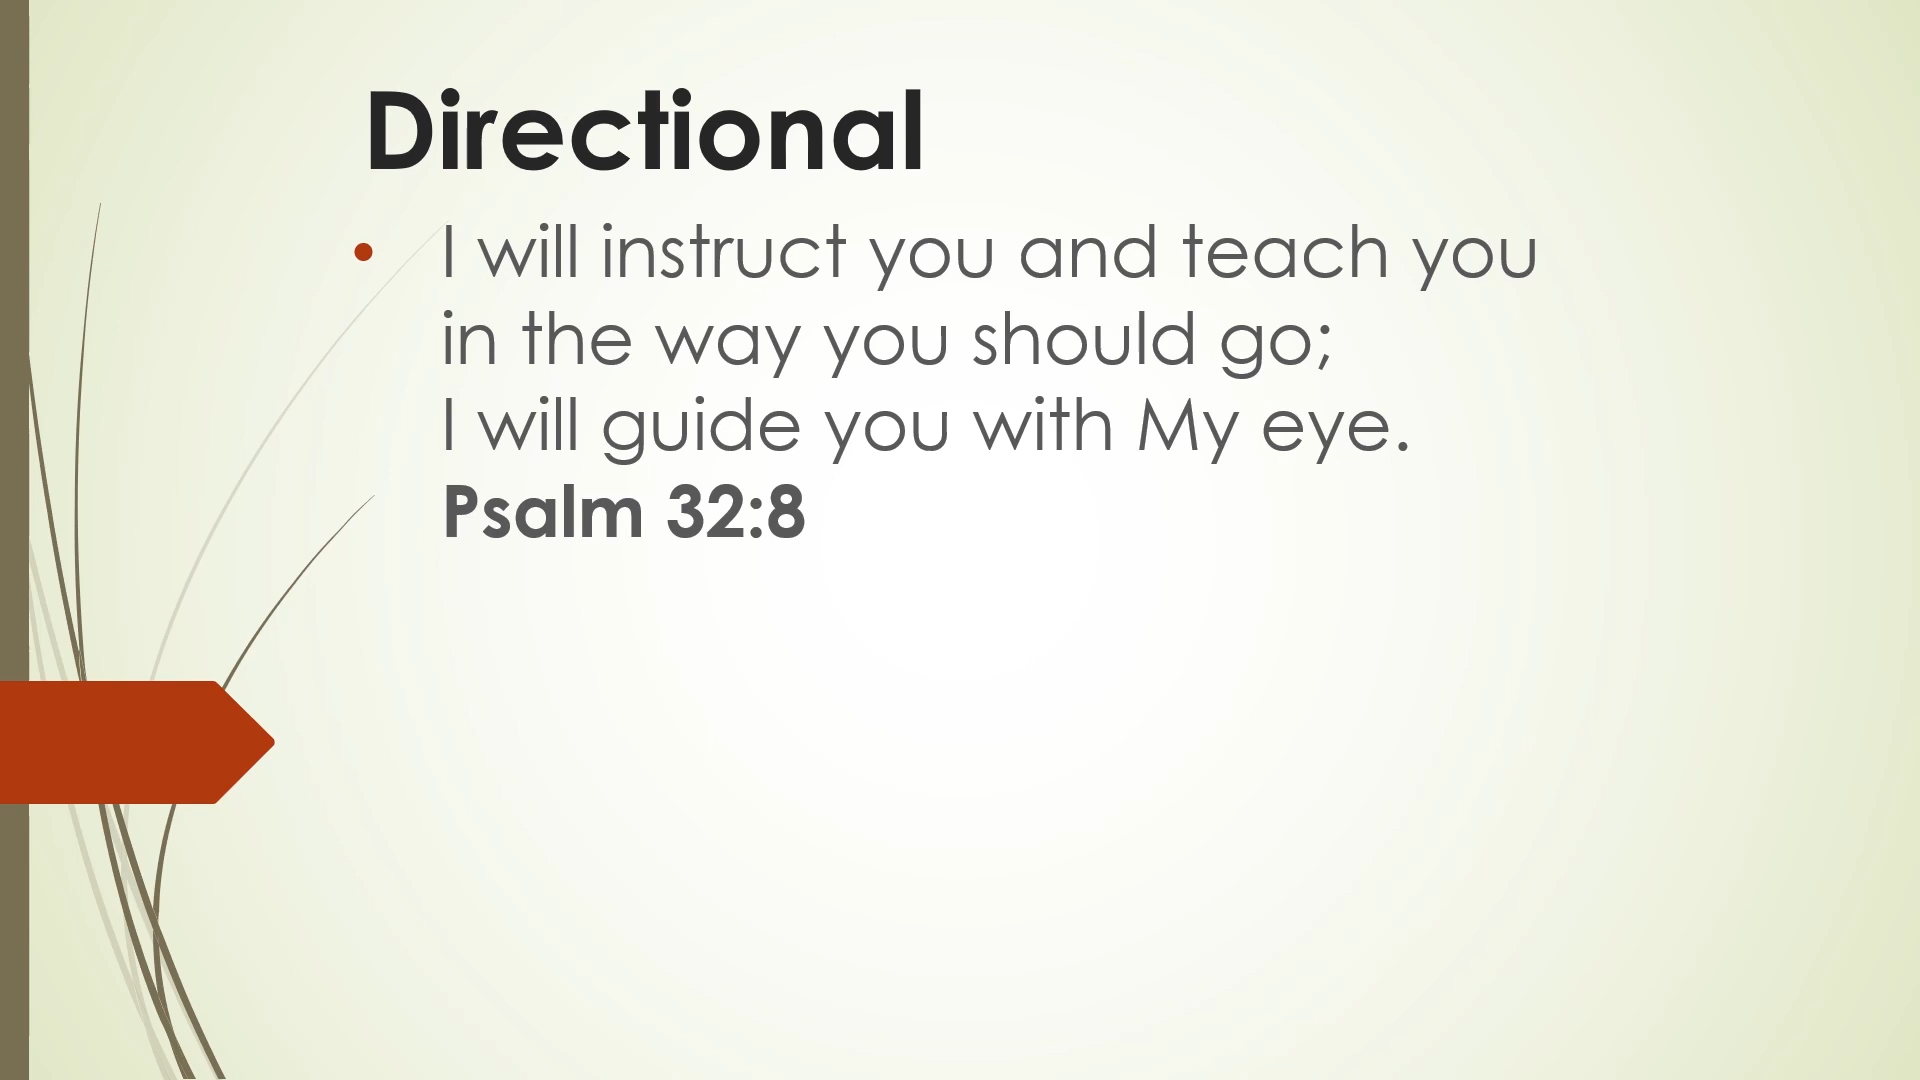 Directional
• I will instruct you and teach you
in the way you should go;
I will guide you with My eye.
Psalm 32:8